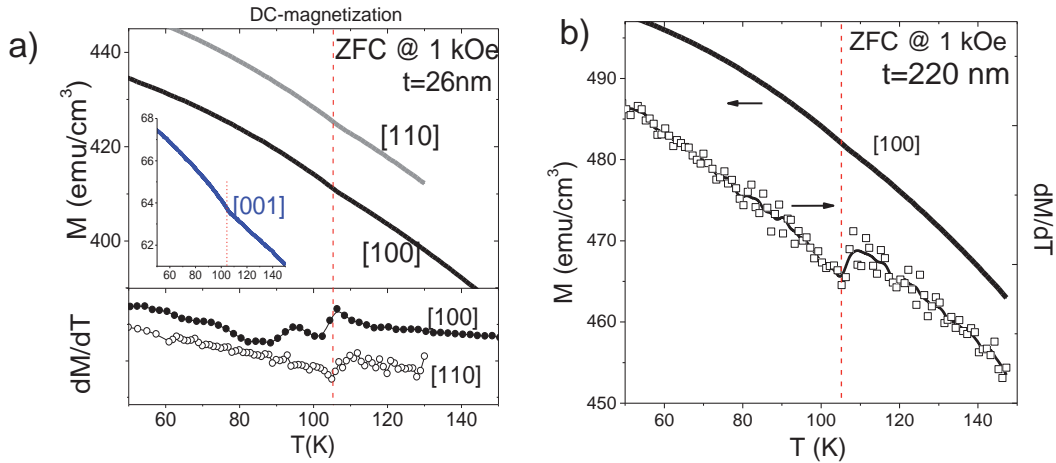 DC-magnetization
a)
ZFC @ 1 kOe
t=26nm
M (emu/cm³)
440
420
400
[110]
[100]
[001]
68
66
64
62
60 80 100 120 140
dM/dT
[100]
[110]
60 80 100 120 140
T(K)
b)
ZFC @ 1 kOe
t=220 nm
M (emu/cm³)
490
480
470
460
450
[100]
dM/dT
60 80 100 120 140
T (K)